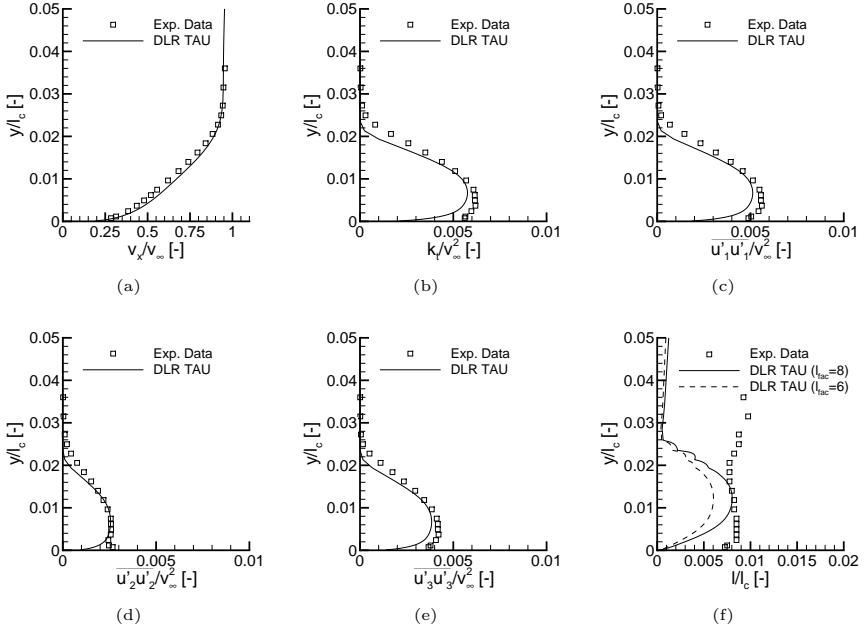 0.05
0.04
0.03
0.02
0.01
0
y/l_c [-]
Exp. Data
DLR TAU
0 0.25 0.5 0.75 1
v_x/v_∞ [-]
(a)
0.05
0.04
0.03
0.02
0.01
0
y/l_c [-]
Exp. Data
DLR TAU
0 0.005 0.01
k_t/v_∞^2 [-]
(b)
0.05
0.04
0.03
0.02
0.01
0
y/l_c [-]
Exp. Data
DLR TAU
0 0.005 0.01
u'_1u'_1/v_∞^2 [-]
(c)
0.05
0.04
0.03
0.02
0.01
0
y/l_c [-]
Exp. Data
DLR TAU
0 0.005 0.01
u'_2u'_2/v_∞^2 [-]
(d)
0.05
0.04
0.03
0.02
0.01
0
y/l_c [-]
Exp. Data
DLR TAU
0 0.005 0.01
u'_3u'_3/v_∞^2 [-]
(e)
0.05
0.04
0.03
0.02
0.01
0
y/l_c [-]
Exp. Data
DLR TAU (l_fac=8)
DLR TAU (l_fac=6)
0 0.005 0.01 0.015 0.02
l/l_c [-]
(f)